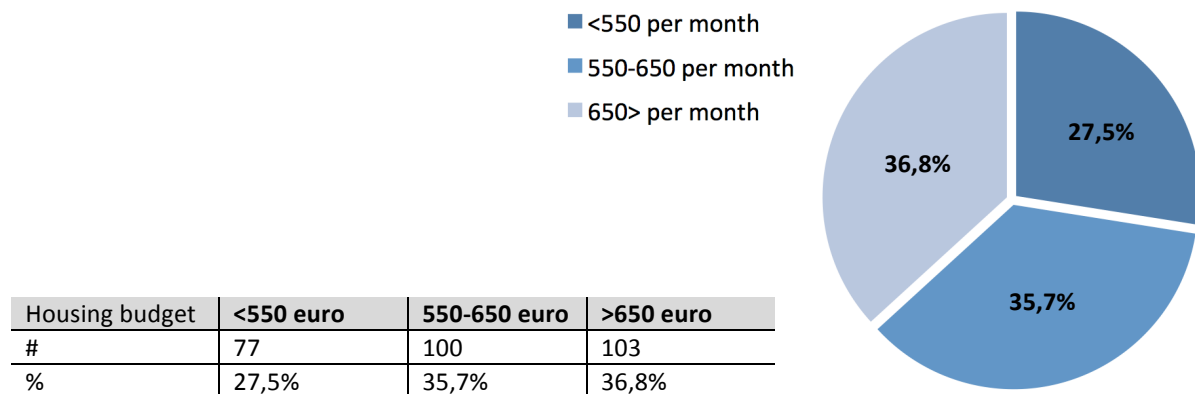 <550 per month
550-650 per month
650> per month
27,5%
36,8%
35,7%
Housing budget <550 euro 550-650 euro >650 euro
# 77 100 103
% 27,5% 35,7% 36,8%